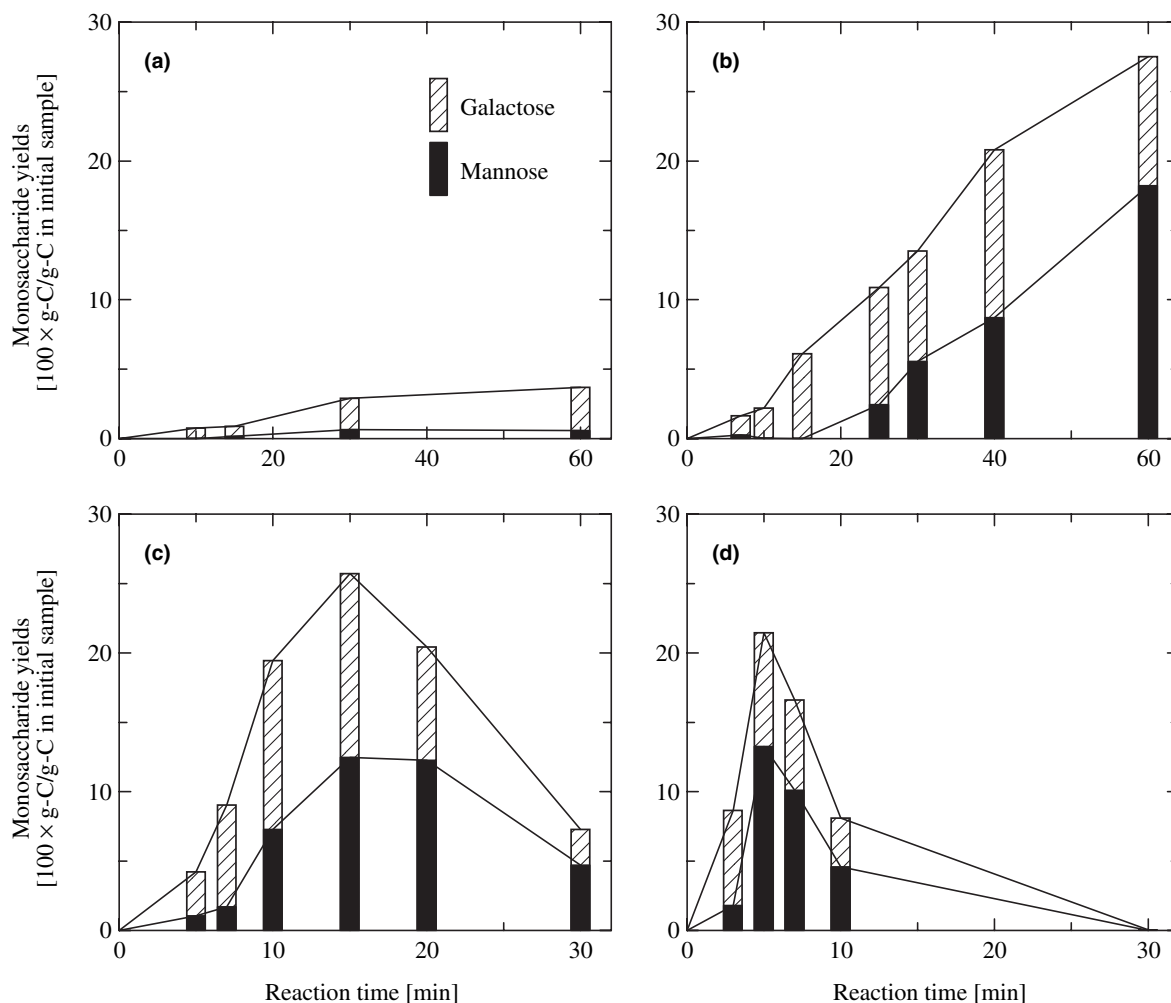 Monosaccharide yields
[100 × g-C/g-C in initial sample]
30
20
10
0
(a)
Galactose
Mannose
0 20 40 60
30
20
10
0
(b)
0 20 40 60
Monosaccharide yields
[100 × g-C/g-C in initial sample]
30
20
10
0
(c)
0 10 20 30
Reaction time [min]
30
20
10
0
(d)
0 10 20 30
Reaction time [min]